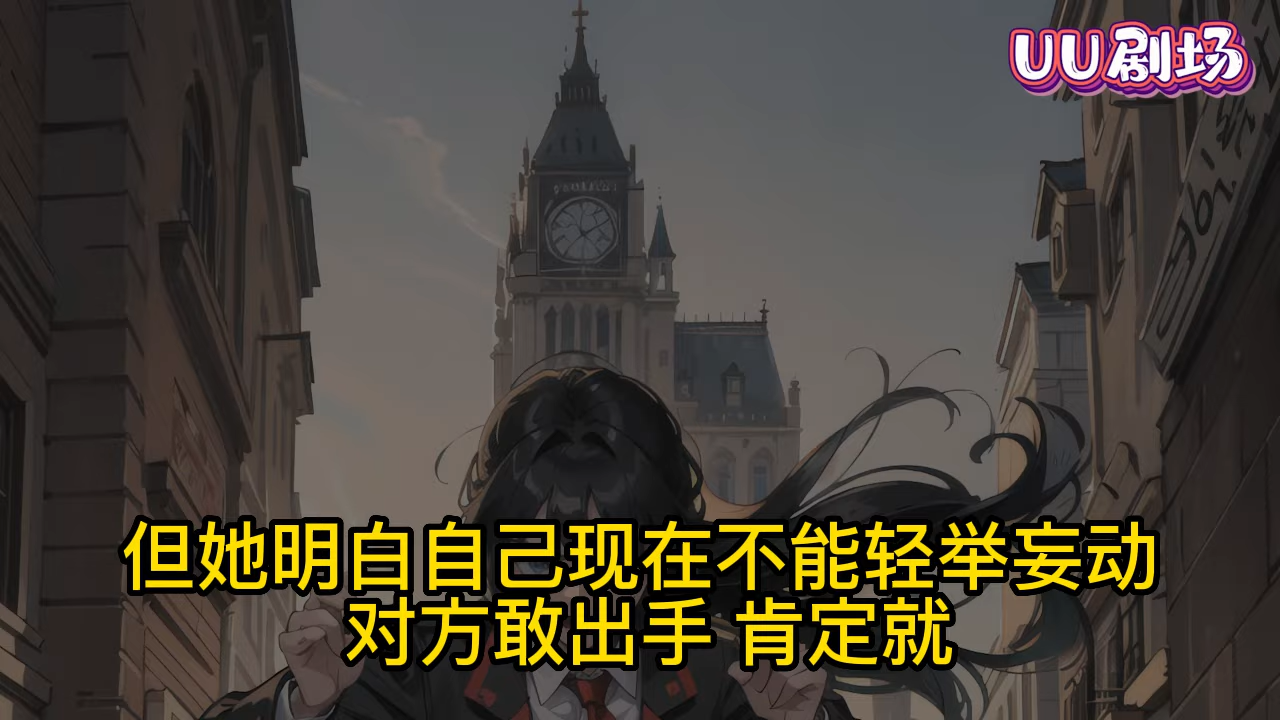 UU剧场
但她明白自己现在不能轻举妄动
对方敢出手 肯定就